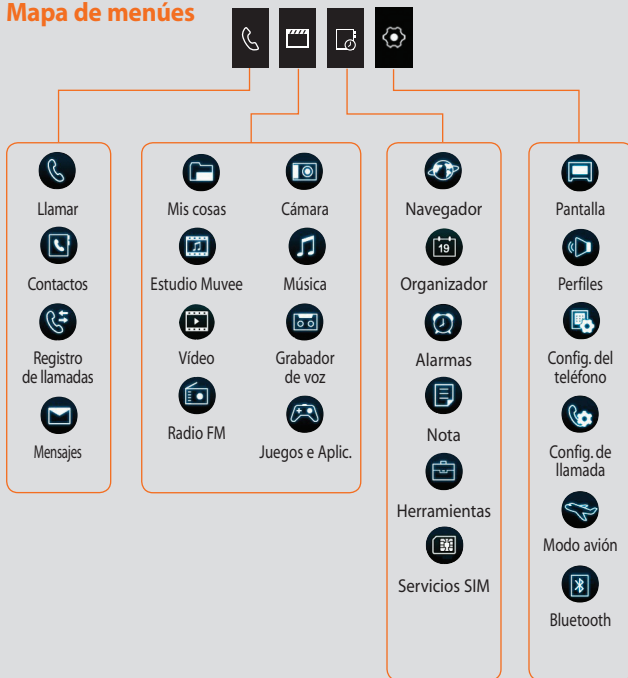 Mapa de menúes
Llamar
Contactos
Registro
de llamadas
Mensajes
Mis cosas
Estudio Muvee
Vídeo
Radio FM
Cámara
Música
Grabador
de voz
Juegos e Aplic.
Navegador
19
Organizador
Alarmas
Nota
Herramientas
Servicios SIM
Pantalla
Perfiles
Config. del
teléfono
Config. de
llamada
Modo avión
Bluetooth